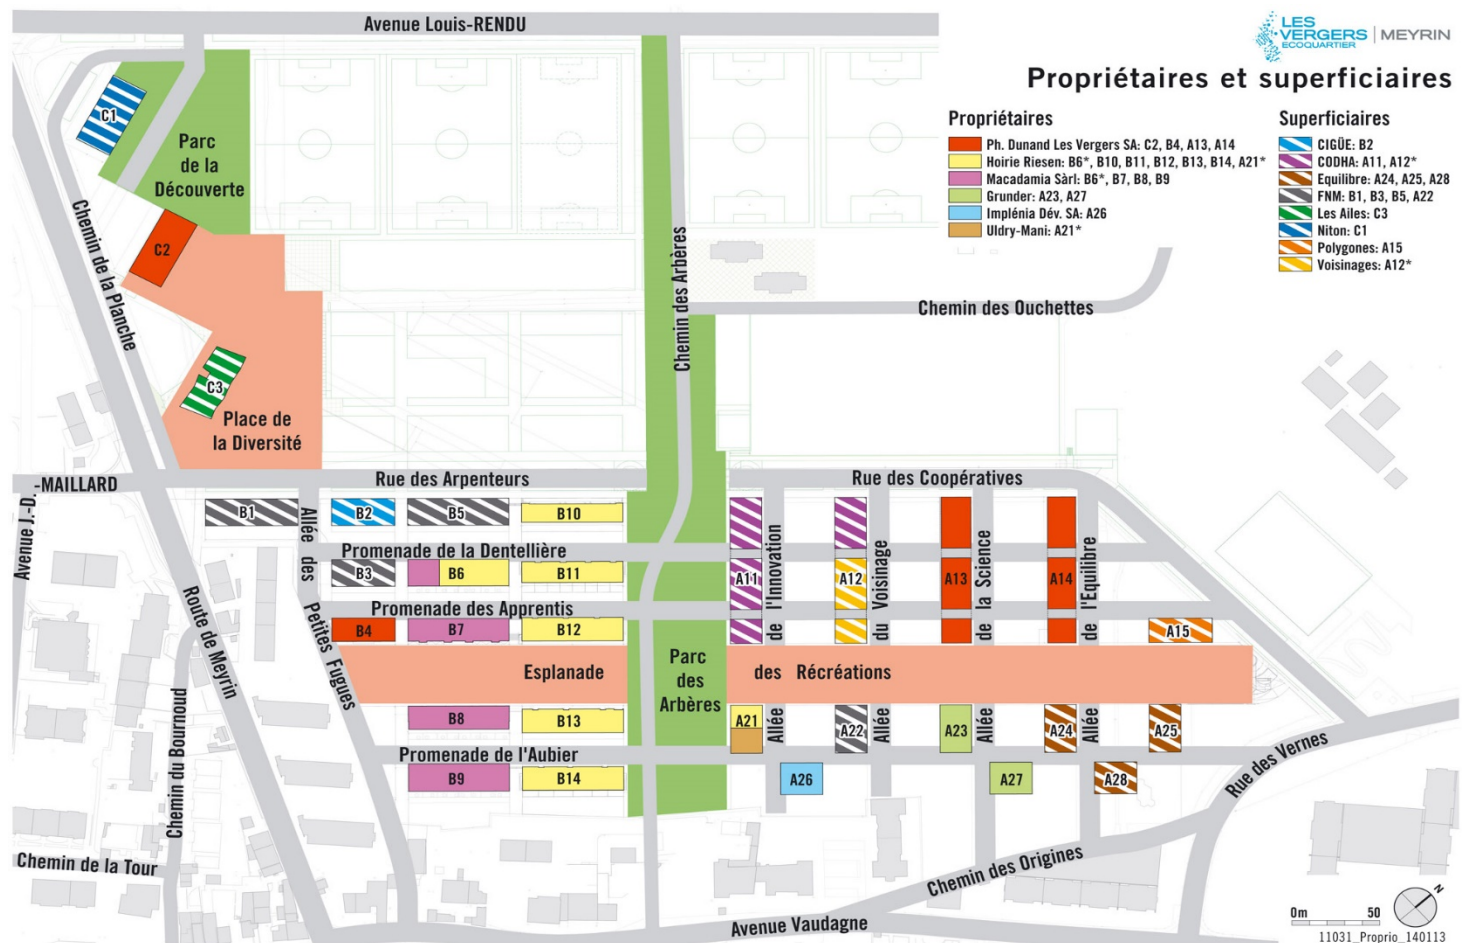 Avenue Louis-RENDU
LES
VERGERS
ECOQUARTIER
MEYRIN
Propriétaires et superficiaires
Propriétaires
Ph. Dunand Les Vergers SA: C2, B4, A13, A14
Hoirie Riesen: B6*, B10, B11, B12, B13, B14, A21*
Macadamia Sàrl: B6*, B7, B8, B9
Grunder: A23, A27
Implénia Dév. SA: A26
Uldry-Mani: A21*
Superficiaires
CIGÜE: B2
CODHA: A11, A12*
Equilibre: A24, A25, A28
FNM: B1, B3, B5, A22
Les Ailes: C3
Niton: C1
Polygones: A15
Voisinages: A12*
C1
Parc
de la
Découverte
C2
Chemin de la Planche
Chemin des Arbères
Chemin des Ouchettes
C3
Place de
la Diversité
Avenue J.-D.
-MAILLARD
Rue des Arpenteurs
Rue des Coopératives
B1
B2
B5
B10
Allée des
Petites Fugues
Promenade de la Dentellière
B3
B6
B11
A11
A12
A13
A14
de l'Innovation
du Voisinage
de la Science
de l'Equilibre
Promenade des Apprentis
B4
B7
B12
A15
Route de Meyrin
Esplanade
Parc
des
Arbères
des Récréations
B8
B13
A21
Allée
A22
Allée
A23
Allée
A24
Allée
A25
Promenade de l'Aubier
B9
B14
A26
A27
A28
Chemin du Bournoud
Rue des Vernes
Chemin de la Tour
Chemin des Origines
Avenue Vaudagne
N
0m 50
11031_Proprio_140113